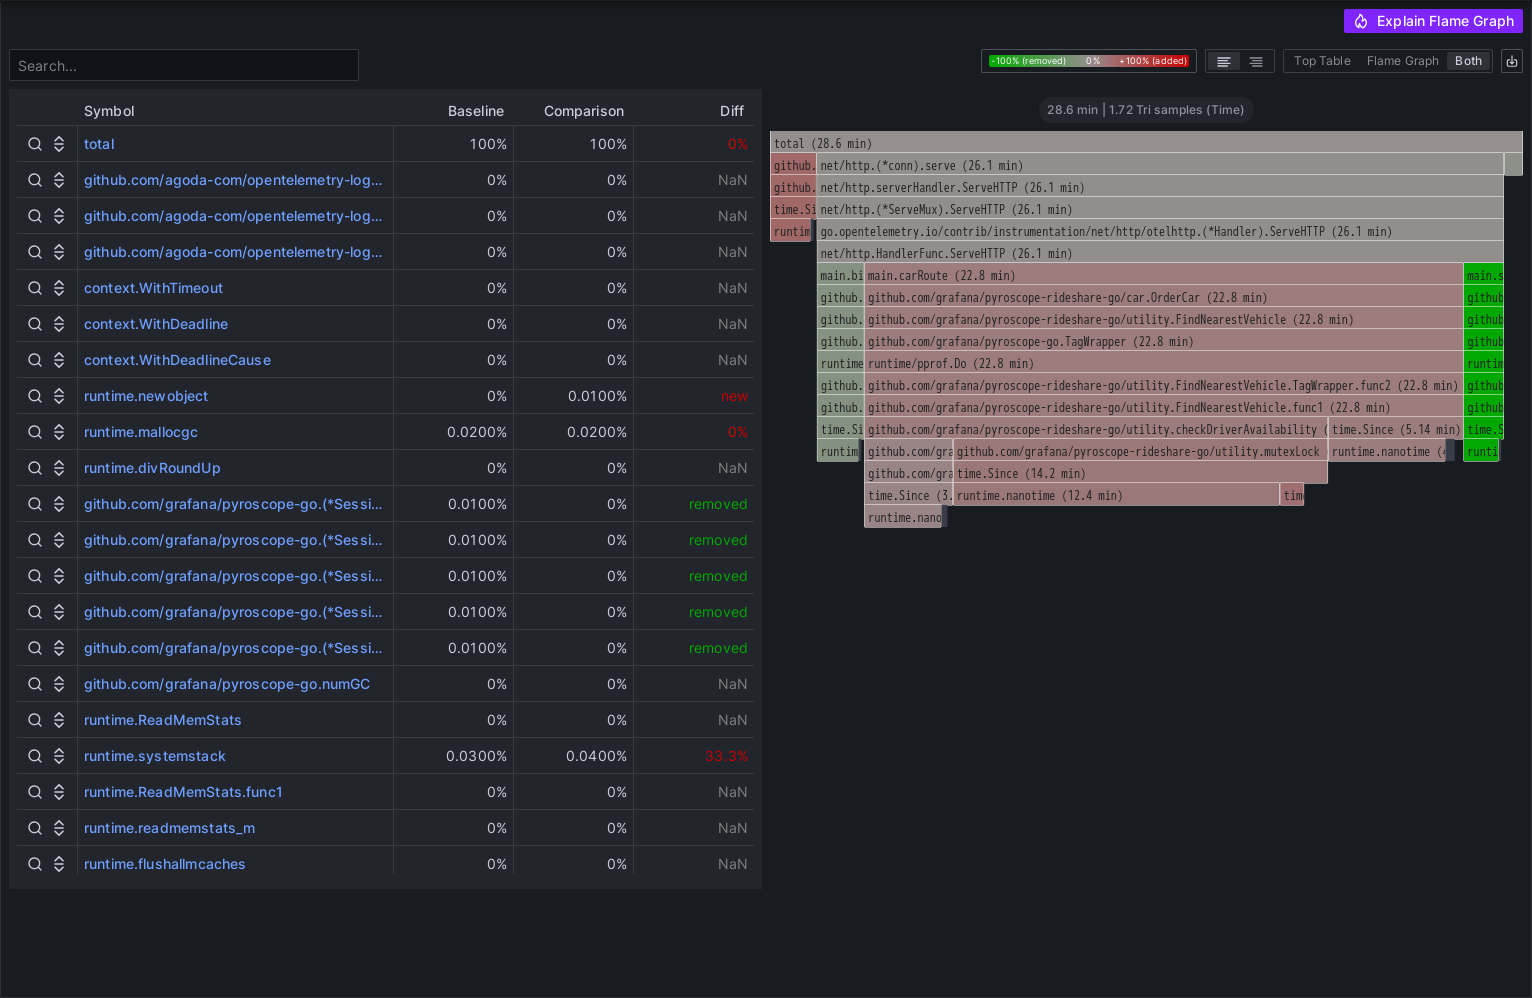 Explain Flame Graph
Search...
-100% (removed) 0% +100% (added)
Top Table Flame Graph Both
Symbol Baseline Comparison Diff
total 100% 100% 0%
github.com/agoda-com/opentelemetry-log... 0% 0% NaN
github.com/agoda-com/opentelemetry-log... 0% 0% NaN
github.com/agoda-com/opentelemetry-log... 0% 0% NaN
context.WithTimeout 0% 0% NaN
context.WithDeadline 0% 0% NaN
context.WithDeadlineCause 0% 0% NaN
runtime.newobject 0% 0.0100% new
runtime.mallocgc 0.0200% 0.0200% 0%
runtime.divRoundUp 0% 0% NaN
github.com/grafana/pyroscope-go.(*Sessi... 0.0100% 0% removed
github.com/grafana/pyroscope-go.(*Sessi... 0.0100% 0% removed
github.com/grafana/pyroscope-go.(*Sessi... 0.0100% 0% removed
github.com/grafana/pyroscope-go.(*Sessi... 0.0100% 0% removed
github.com/grafana/pyroscope-go.(*Sessi... 0.0100% 0% removed
github.com/grafana/pyroscope-go.numGC 0% 0% NaN
runtime.ReadMemStats 0% 0% NaN
runtime.systemstack 0.0300% 0.0400% 33.3%
runtime.ReadMemStats.func1 0% 0% NaN
runtime.readmemstats_m 0% 0% NaN
runtime.flushallmcaches 0% 0% NaN
28.6 min | 1.72 Tri samples (Time)
total (28.6 min)
github. net/http.(*conn).serve (26.1 min)
github. net/http.serverHandler.ServeHTTP (26.1 min)
time.Si net/http.(*ServeMux).ServeHTTP (26.1 min)
runtim go.opentelemetry.io/contrib/instrumentation/net/http/otelhttp.(*Handler).ServeHTTP (26.1 min)
net/http.HandlerFunc.ServeHTTP (26.1 min)
main.bi main.carRoute (22.8 min) main.s
github. github.com/grafana/pyroscope-rideshare-go/car.OrderCar (22.8 min) github
github. github.com/grafana/pyroscope-rideshare-go/utility.FindNearestVehicle (22.8 min) github
github. github.com/grafana/pyroscope-go.TagWrapper (22.8 min) github
runtime runtime/pprof.Do (22.8 min) runtim
github. github.com/grafana/pyroscope-rideshare-go/utility.FindNearestVehicle.TagWrapper.func2 (22.8 min) github
github. github.com/grafana/pyroscope-rideshare-go/utility.FindNearestVehicle.func1 (22.8 min) github
time.Si github.com/grafana/pyroscope-rideshare-go/utility.checkDriverAvailability ( time.Since (5.14 min) time.S
runtim github.com/gra github.com/grafana/pyroscope-rideshare-go/utility.mutexLock runtime.nanotime (4 runti
github.com/gra time.Since (14.2 min)
time.Since (3. runtime.nanotime (12.4 min) time
runtime.nano